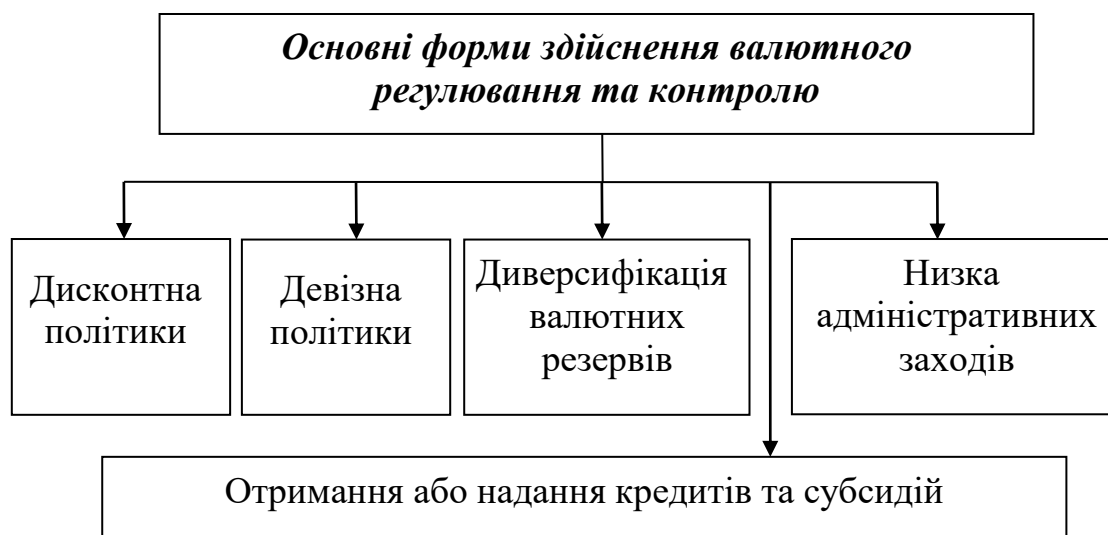 Основні форми здійснення валютного
регулювання та контролю
Дисконтна
політики
Девізна
політики
Диверсифікація
валютних
резервів
Низка
адміністративних
заходів
Отримання або надання кредитів та субсидій